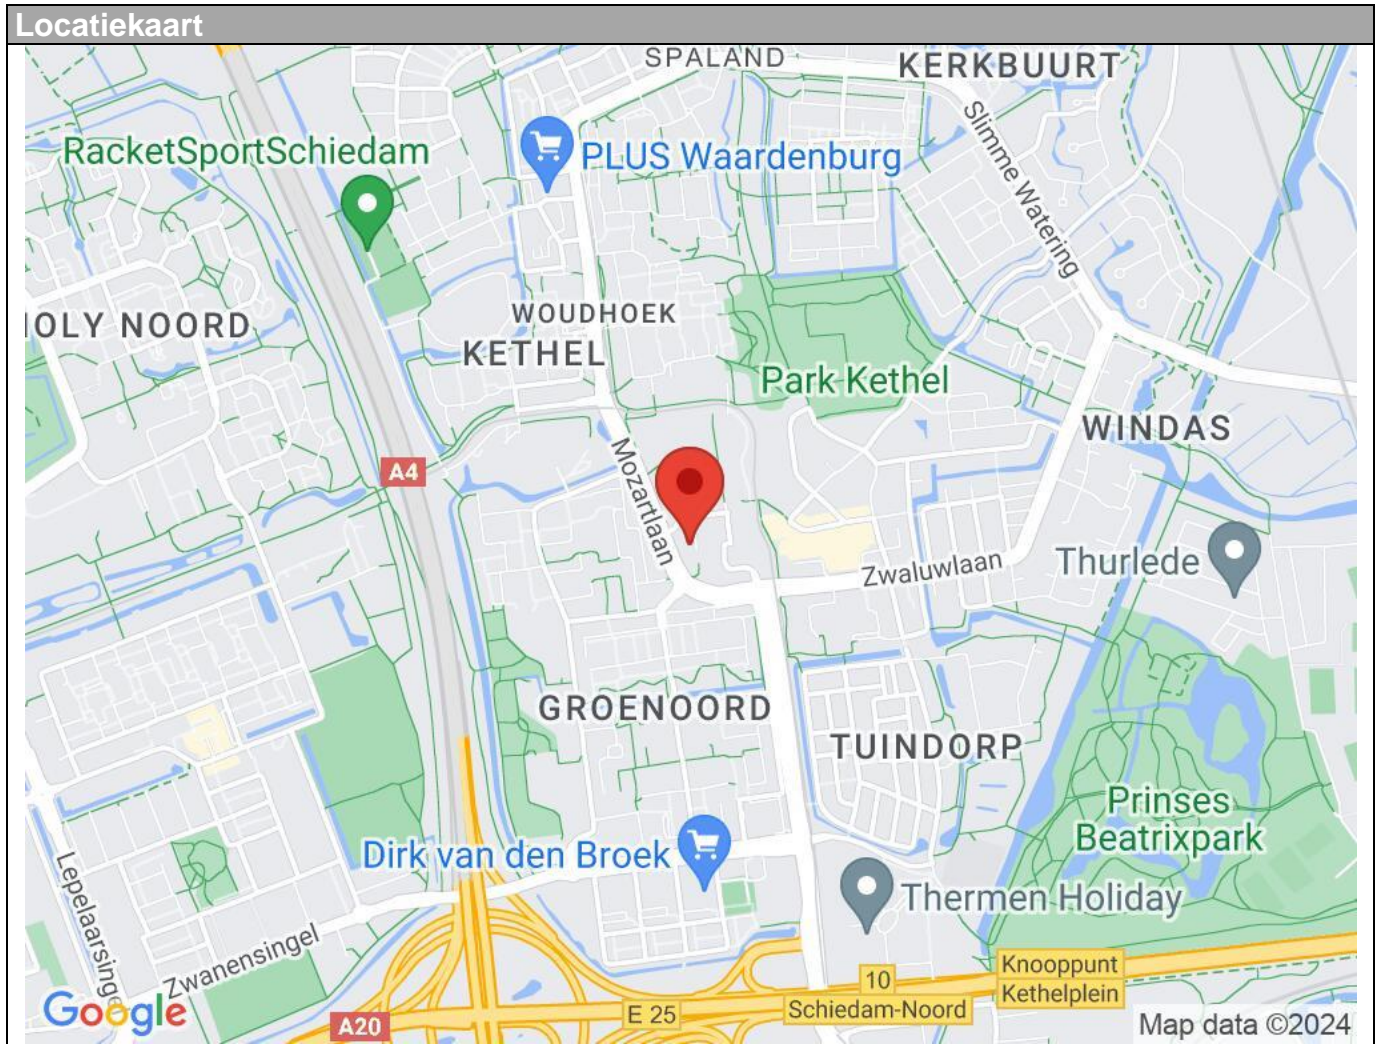 Locatiekaart
SPALAND
KERKBUURT
Slimme Watering
RacketSportSchiedam
PLUS Waardenburg
WOUDHOEK
OLY NOORD
KETHEL
Park Kethel
WINDAS
A4
Mozartlaan
Thurlede
Zwaluwlaan
GROENOORD
TUINDORP
Prinses
Beatrixpark
Dirk van den Broek
Thermen Holiday
Lepelaarsinge
Zwanensingel
Knooppunt
Kethelplein
10
Schiedam-Noord
E 25
A20
Google
Map data ©2024